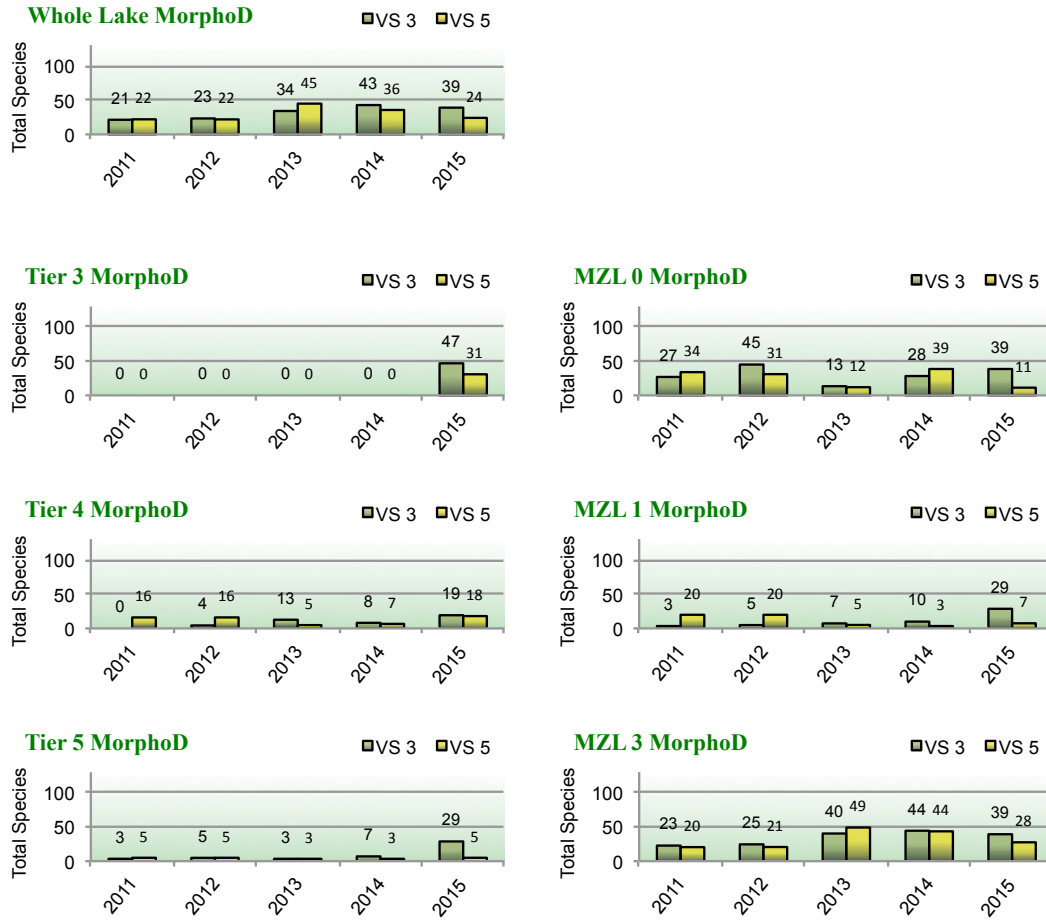 Whole Lake MorphoD
VS 3 VS 5
Total Species
100
50
0
21 22 23 22 34 45 43 36 39 24
2011 2012 2013 2014 2015
Tier 3 MorphoD
VS 3 VS 5
Total Species
100
50
0
0 0 0 0 0 0 0 0 47 31
2011 2012 2013 2014 2015
MZL 0 MorphoD
VS 3 VS 5
Total Species
100
50
0
27 34 45 31 13 12 28 39 39 11
2011 2012 2013 2014 2015
Tier 4 MorphoD
VS 3 VS 5
Total Species
100
50
0
0 16 4 16 13 5 8 7 19 18
2011 2012 2013 2014 2015
MZL 1 MorphoD
VS 3 VS 5
Total Species
100
50
0
3 20 5 20 7 5 10 3 29 7
2011 2012 2013 2014 2015
Tier 5 MorphoD
VS 3 VS 5
Total Species
100
50
0
3 5 5 5 3 3 7 3 29 5
2011 2012 2013 2014 2015
MZL 3 MorphoD
VS 3 VS 5
Total Species
100
50
0
23 20 25 21 40 49 44 44 39 28
2011 2012 2013 2014 2015